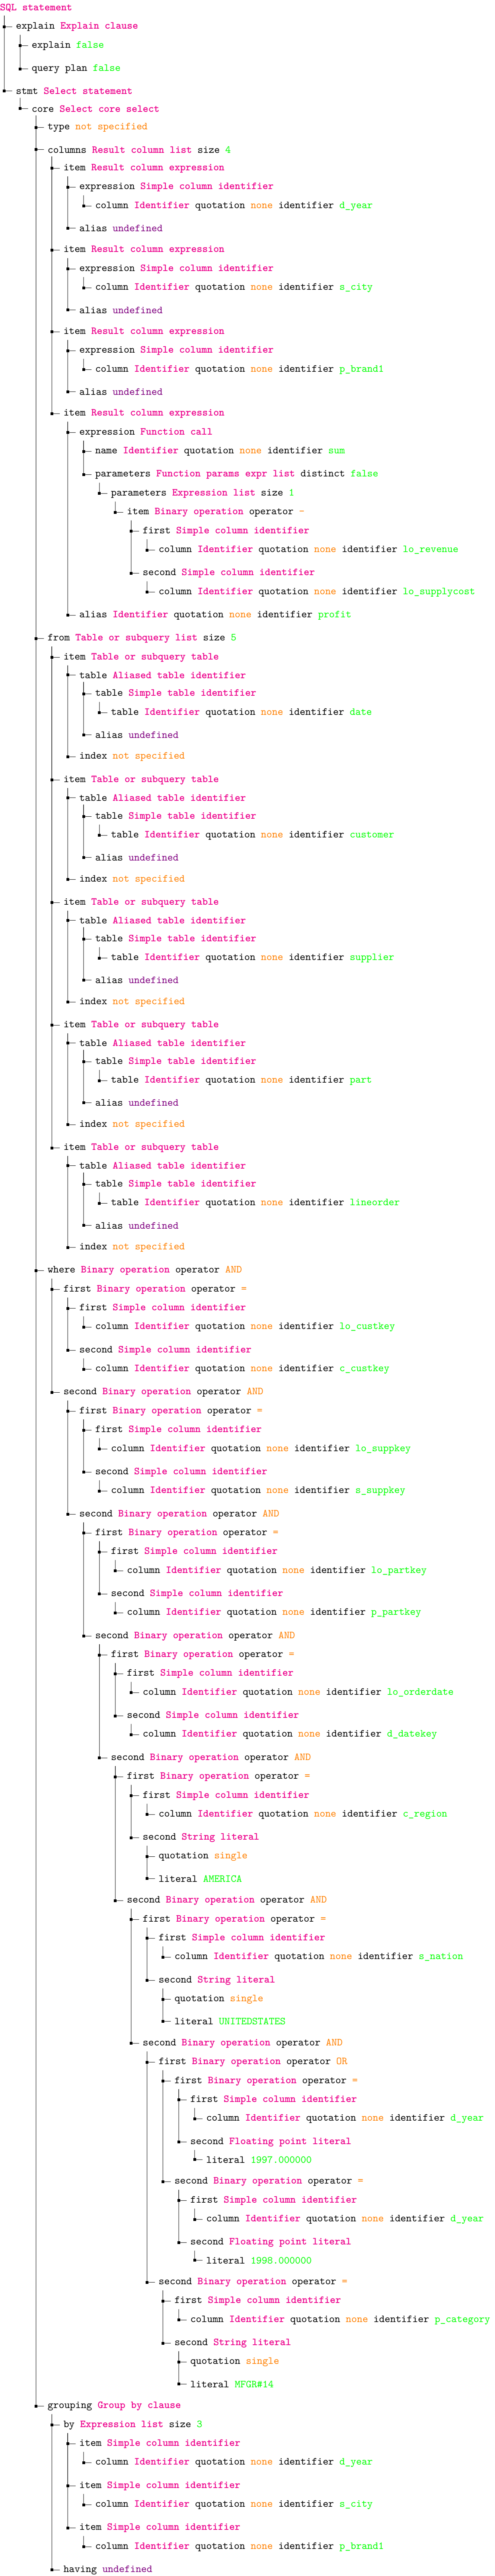 SQL statement
explain Explain clause
explain false
query plan false
stmt Select statement
core Select core select
type not specified
columns Result column list size 4
item Result column expression
expression Simple column identifier
column Identifier quotation none identifier d_year
alias undefined
item Result column expression
expression Simple column identifier
column Identifier quotation none identifier s_city
alias undefined
item Result column expression
expression Simple column identifier
column Identifier quotation none identifier p_brand1
alias undefined
item Result column expression
expression Function call
name Identifier quotation none identifier sum
parameters Function params expr list distinct false
parameters Expression list size 1
item Binary operation operator -
first Simple column identifier
column Identifier quotation none identifier lo_revenue
second Simple column identifier
column Identifier quotation none identifier lo_supplycost
alias Identifier quotation none identifier profit
from Table or subquery list size 5
item Table or subquery table
table Aliased table identifier
table Simple table identifier
table Identifier quotation none identifier date
alias undefined
index not specified
item Table or subquery table
table Aliased table identifier
table Simple table identifier
table Identifier quotation none identifier customer
alias undefined
index not specified
item Table or subquery table
table Aliased table identifier
table Simple table identifier
table Identifier quotation none identifier supplier
alias undefined
index not specified
item Table or subquery table
table Aliased table identifier
table Simple table identifier
table Identifier quotation none identifier part
alias undefined
index not specified
item Table or subquery table
table Aliased table identifier
table Simple table identifier
table Identifier quotation none identifier lineorder
alias undefined
index not specified
where Binary operation operator AND
first Binary operation operator =
first Simple column identifier
column Identifier quotation none identifier lo_custkey
second Simple column identifier
column Identifier quotation none identifier c_custkey
second Binary operation operator AND
first Binary operation operator =
first Simple column identifier
column Identifier quotation none identifier lo_suppkey
second Simple column identifier
column Identifier quotation none identifier s_suppkey
second Binary operation operator AND
first Binary operation operator =
first Simple column identifier
column Identifier quotation none identifier lo_partkey
second Simple column identifier
column Identifier quotation none identifier p_partkey
second Binary operation operator AND
first Binary operation operator =
first Simple column identifier
column Identifier quotation none identifier lo_orderdate
second Simple column identifier
column Identifier quotation none identifier d_datekey
second Binary operation operator AND
first Binary operation operator =
first Simple column identifier
column Identifier quotation none identifier c_region
second String literal
quotation single
literal AMERICA
second Binary operation operator AND
first Binary operation operator =
first Simple column identifier
column Identifier quotation none identifier s_nation
second String literal
quotation single
literal UNITEDSTATES
second Binary operation operator AND
first Binary operation operator OR
first Binary operation operator =
first Simple column identifier
column Identifier quotation none identifier d_year
second Floating point literal
literal 1997.000000
second Binary operation operator =
first Simple column identifier
column Identifier quotation none identifier d_year
second Floating point literal
literal 1998.000000
second Binary operation operator =
first Simple column identifier
column Identifier quotation none identifier p_category
second String literal
quotation single
literal MFGR#14
grouping Group by clause
by Expression list size 3
item Simple column identifier
column Identifier quotation none identifier d_year
item Simple column identifier
column Identifier quotation none identifier s_city
item Simple column identifier
column Identifier quotation none identifier p_brand1
having undefined